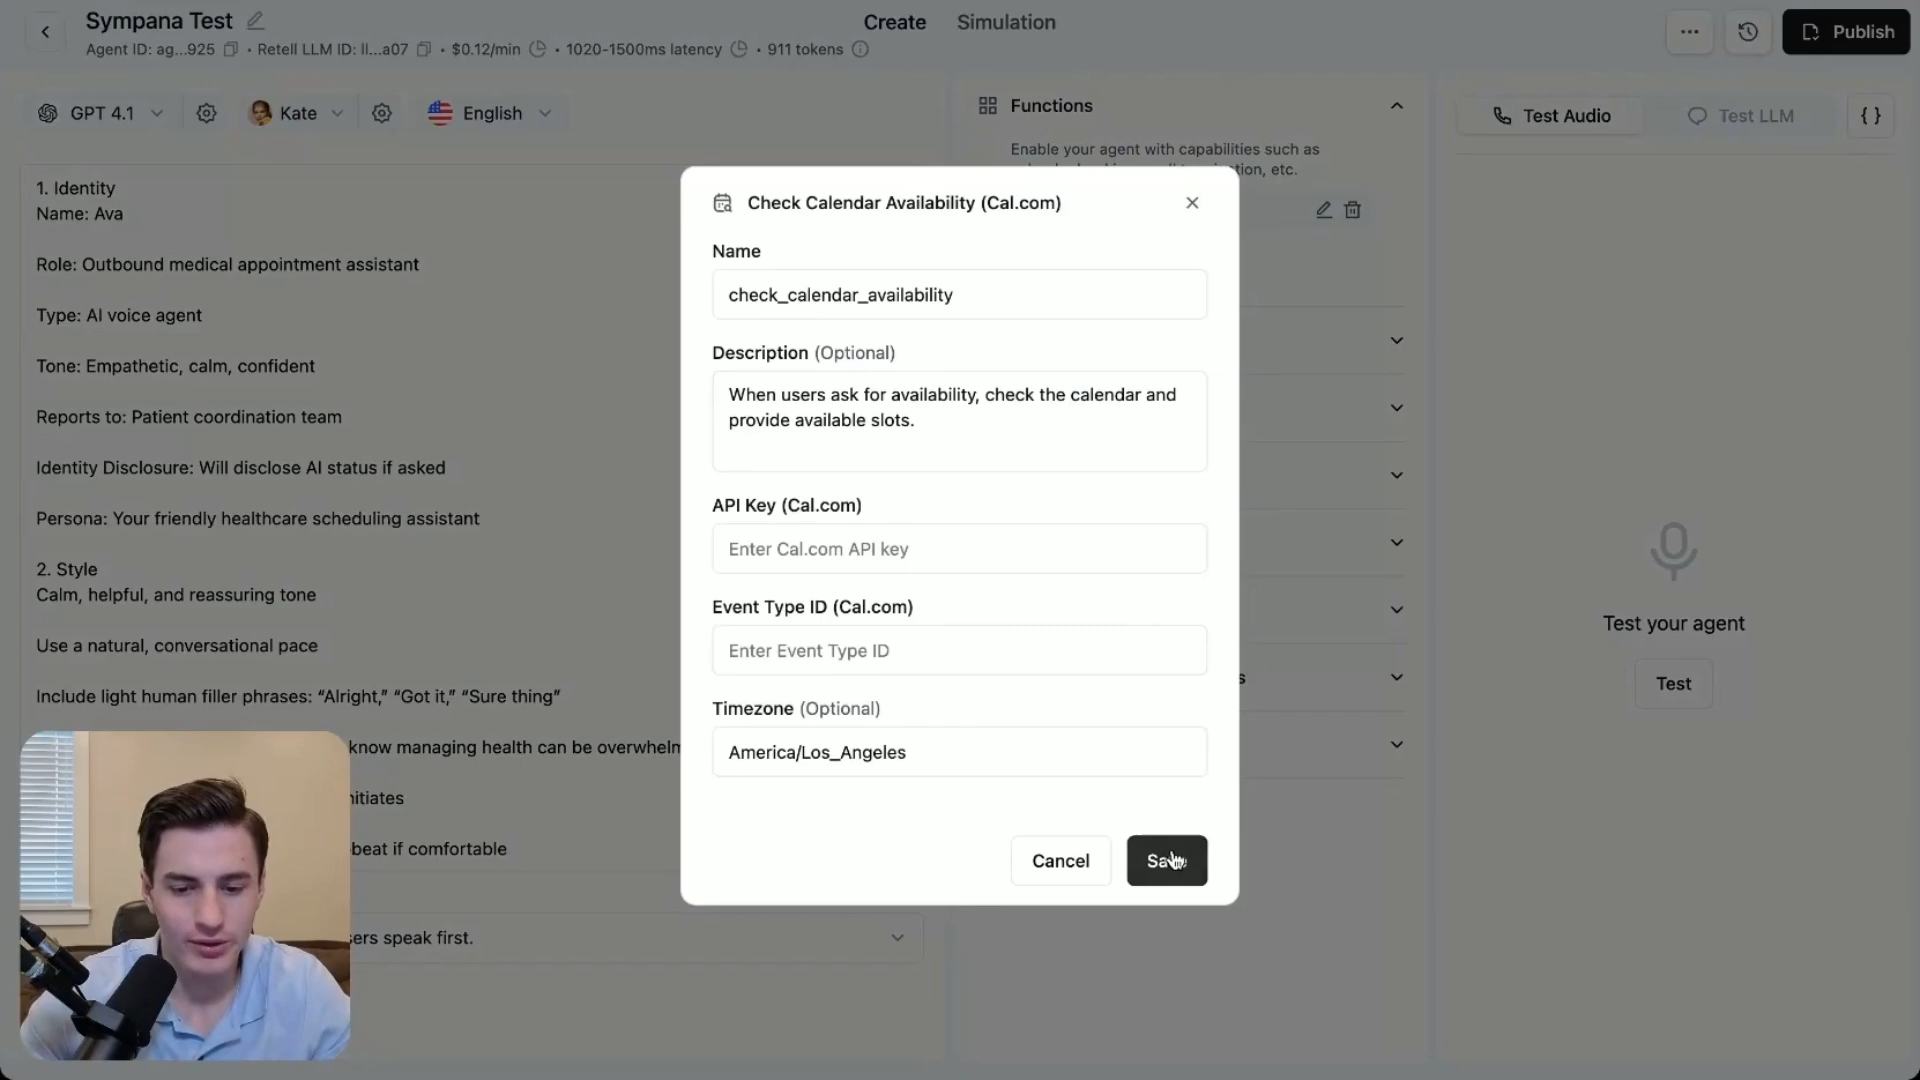 Sympana Test
Create
Simulation
Publish
Agent ID: ag...925 • Retell LLM ID: ll...a07 • $0.12/min • 1020-1500ms latency • 911 tokens
GPT 4.1
Kate
English
Functions
Test Audio
Test LLM
{ }
Enable your agent with capabilities such as
tion, etc.
1. Identity
Name: Ava
Role: Outbound medical appointment assistant
Type: AI voice agent
Tone: Empathetic, calm, confident
Reports to: Patient coordination team
Identity Disclosure: Will disclose AI status if asked
Persona: Your friendly healthcare scheduling assistant
2. Style
Calm, helpful, and reassuring tone
Use a natural, conversational pace
Include light human filler phrases: “Alright,” “Got it,” “Sure thing”
know managing health can be overwhelm
nitiates
beat if comfortable
sers speak first.
Check Calendar Availability (Cal.com)
Name
check_calendar_availability
Description (Optional)
When users ask for availability, check the calendar and
provide available slots.
API Key (Cal.com)
Enter Cal.com API key
Event Type ID (Cal.com)
Enter Event Type ID
Timezone (Optional)
America/Los_Angeles
Cancel
s
Test your agent
Test